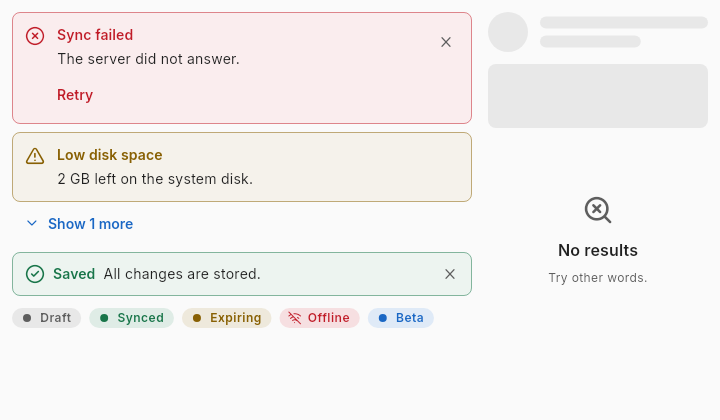 Sync failed
The server did not answer.
Retry
Low disk space
2 GB left on the system disk.
Show 1 more
Saved All changes are stored.
Draft Synced Expiring Offline Beta
No results
Try other words.